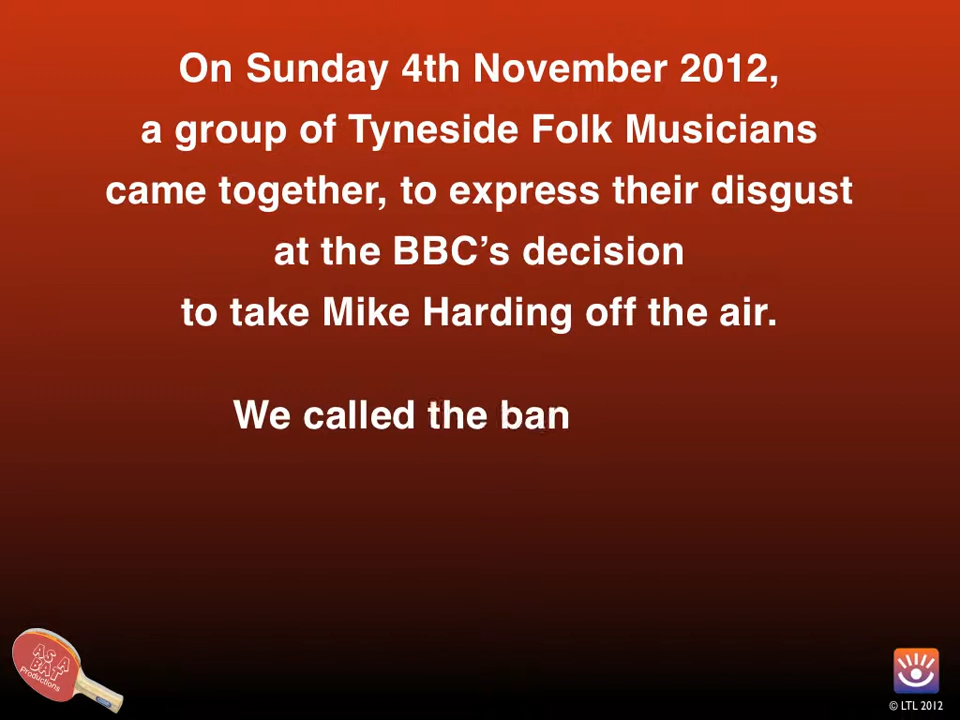 On Sunday 4th November 2012,
a group of Tyneside Folk Musicians
came together, to express their disgust
at the BBC’s decision
to take Mike Harding off the air.
We called the ban
AS A
BAT
productions
© LTL 2012